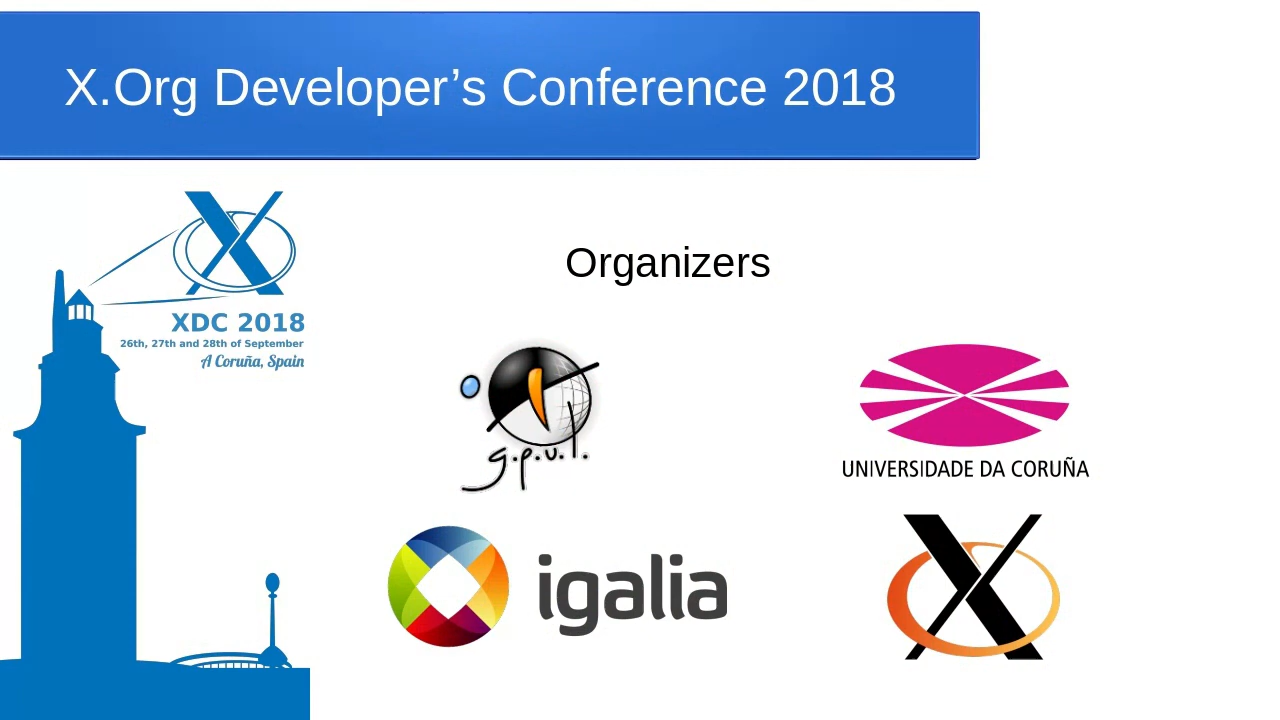 X.Org Developer’s Conference 2018
XDC 2018
26th, 27th and 28th of September
A Coruña, Spain
Organizers
g.p.u.l.
UNIVERSIDADE DA CORUÑA
igalia